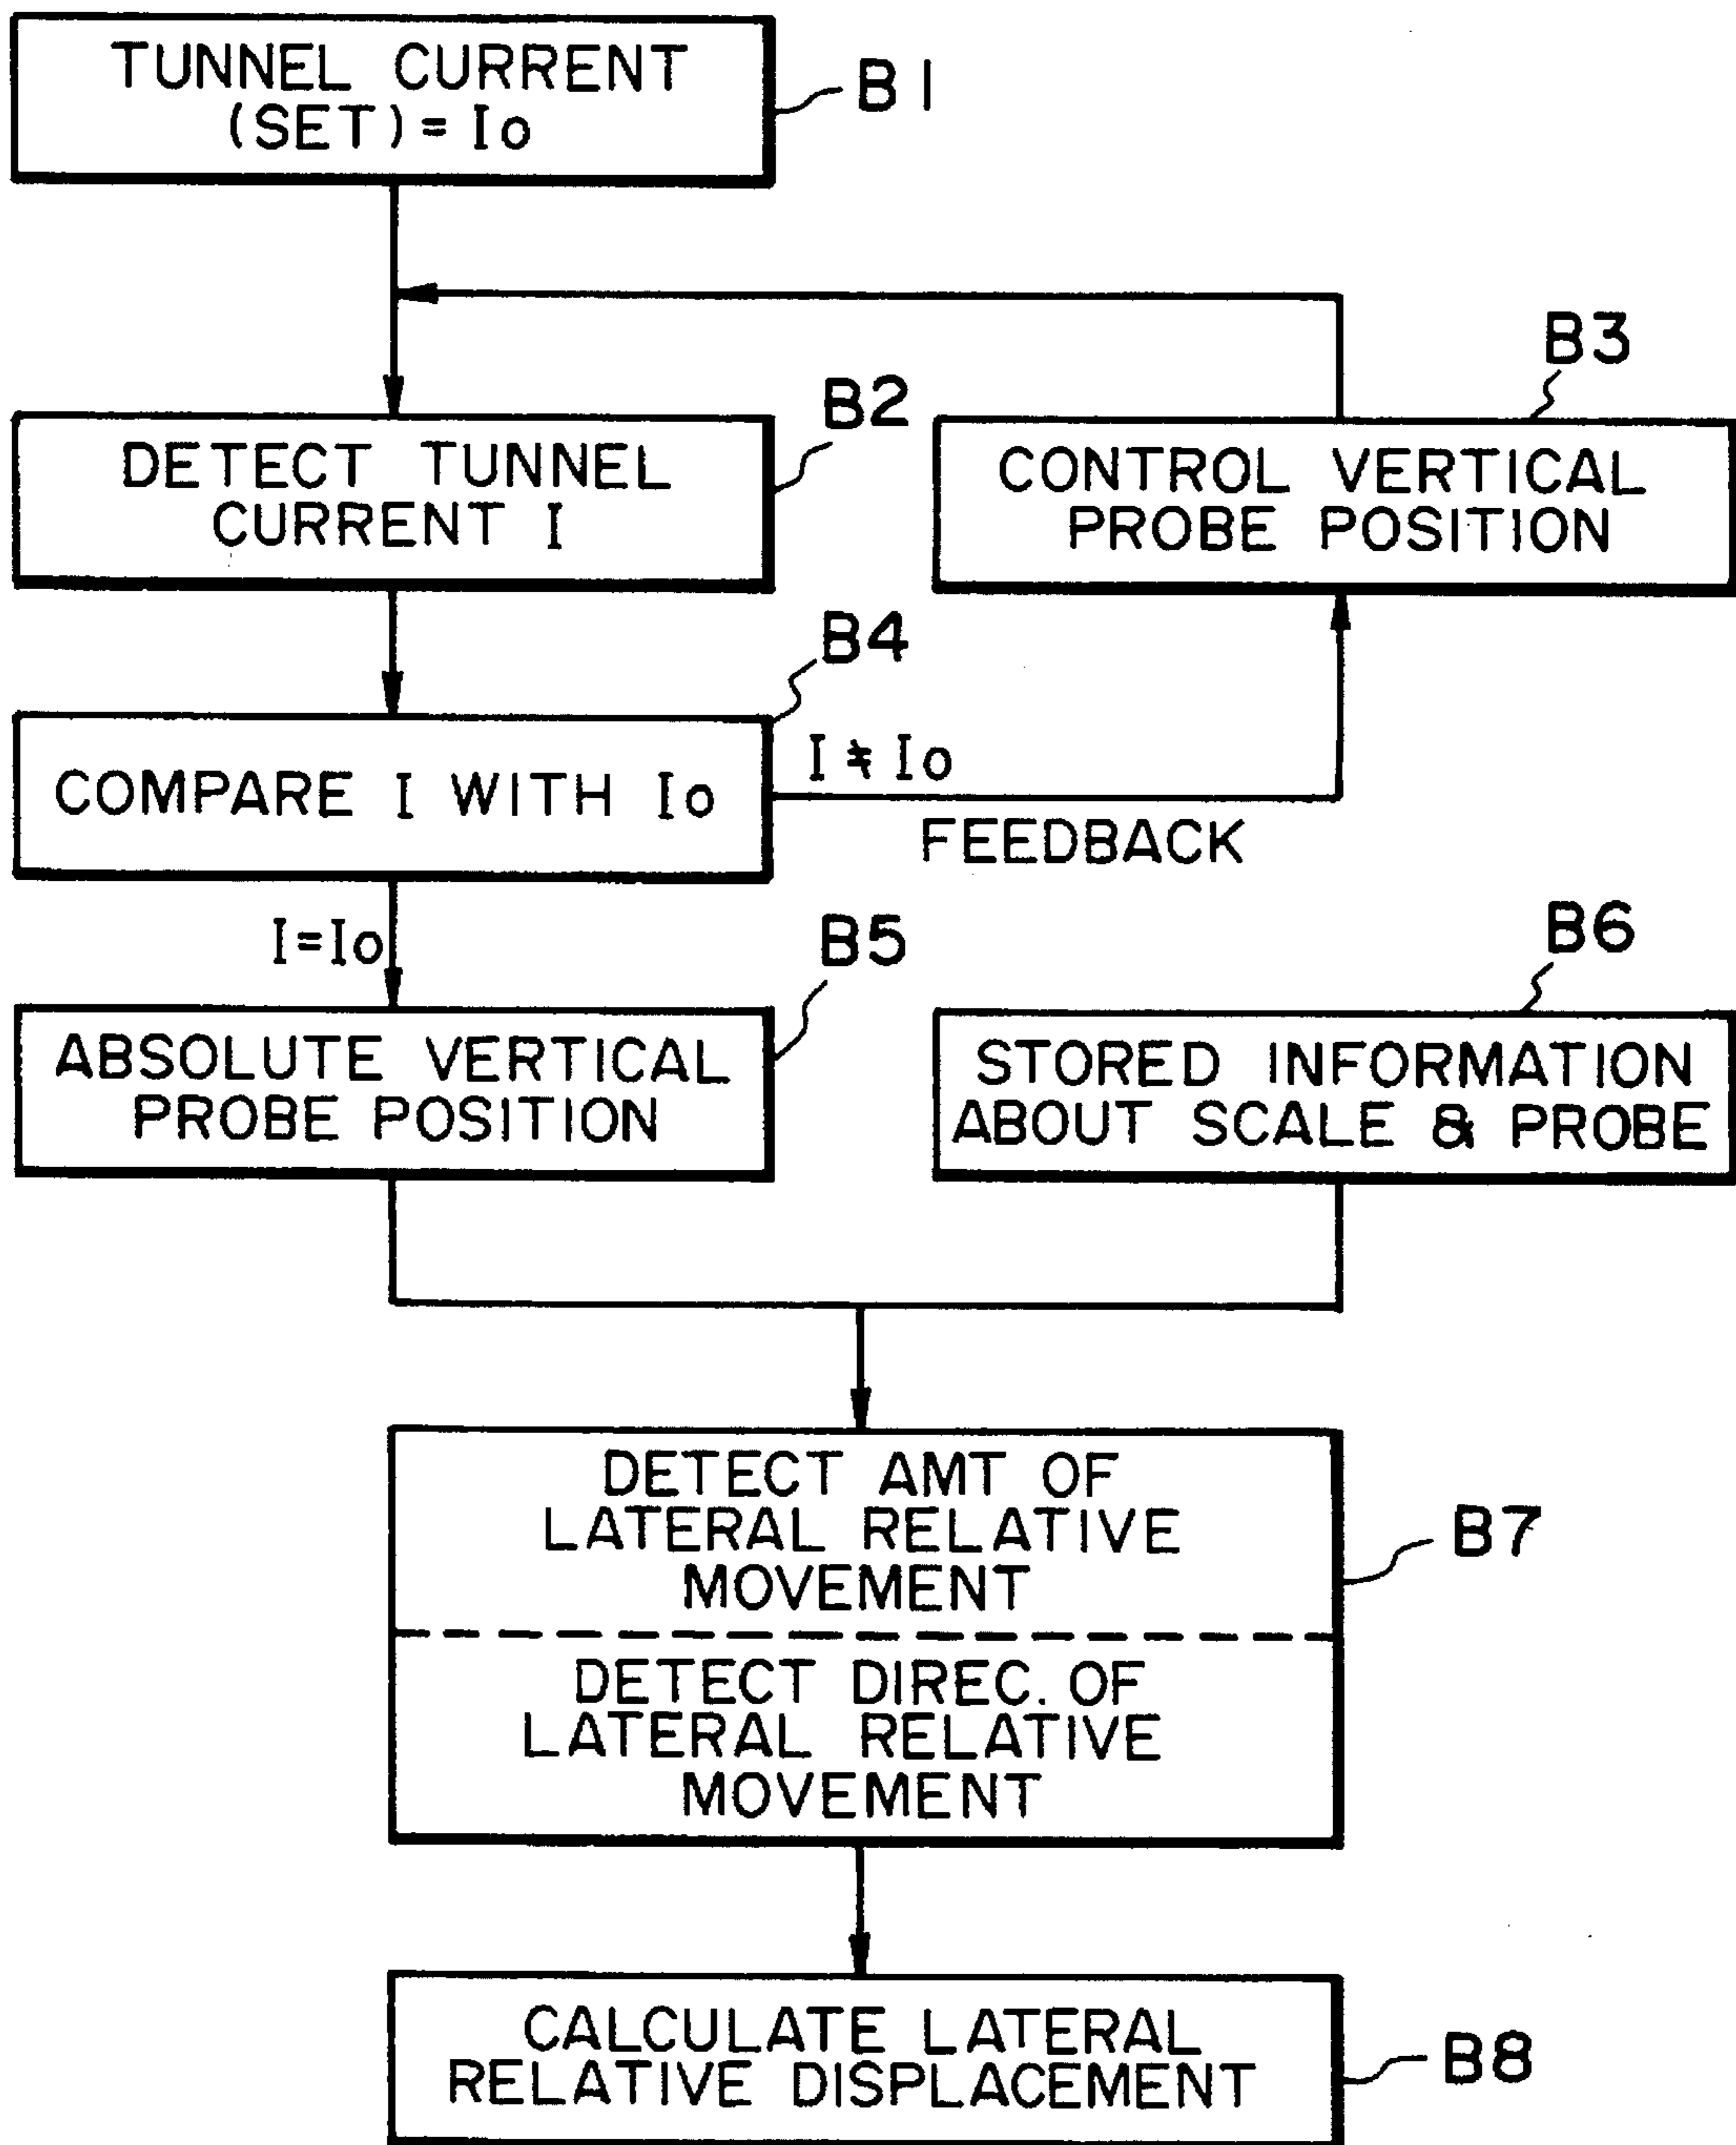 TUNNEL CURRENT
(SET) = Io
B1
B3
B2
DETECT TUNNEL
CURRENT I
CONTROL VERTICAL
PROBE POSITION
B4
COMPARE I WITH Io
I ≠ Io
FEEDBACK
I = Io
B5
B6
ABSOLUTE VERTICAL
PROBE POSITION
STORED INFORMATION
ABOUT SCALE & PROBE
DETECT AMT OF
LATERAL RELATIVE
MOVEMENT
B7
DETECT DIREC. OF
LATERAL RELATIVE
MOVEMENT
CALCULATE LATERAL
RELATIVE DISPLACEMENT
B8